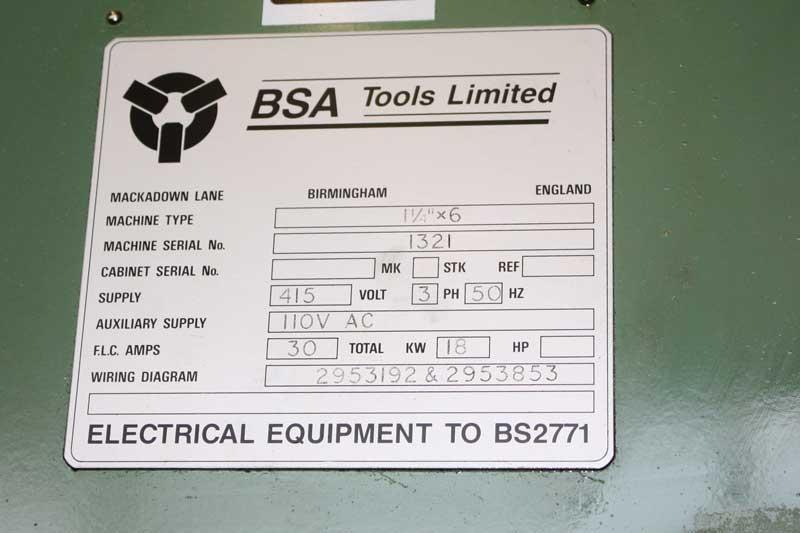 BSA Tools Limited
MACKADOWN LANE BIRMINGHAM ENGLAND
MACHINE TYPE 1¼"×6
MACHINE SERIAL No. 1321
CABINET SERIAL No. MK STK REF
SUPPLY 415 VOLT 3 PH 50 HZ
AUXILIARY SUPPLY 110V AC
F.L.C. AMPS 30 TOTAL KW 18 HP
WIRING DIAGRAM 2953192 & 2953853
ELECTRICAL EQUIPMENT TO BS2771